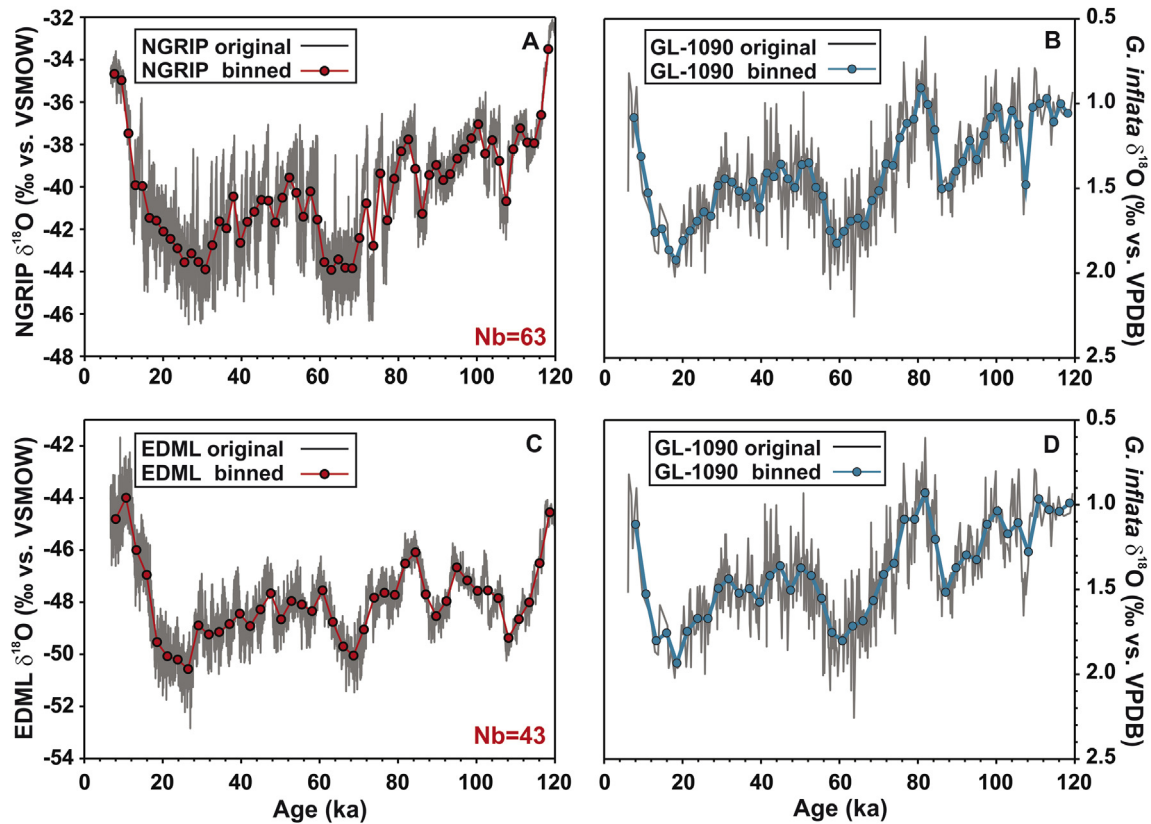 NGRIP δ¹⁸O (‰ vs. VSMOW)
-32
-34
-36
-38
-40
-42
-44
-46
-48
NGRIP original
NGRIP binned
A
Nb=63
0 20 40 60 80 100 120
GL-1090 original
GL-1090 binned
B
0.5
1.0
1.5
2.0
2.5
G. inflata δ¹⁸O (‰ vs. VPDB)
0 20 40 60 80 100 120
EDML δ¹⁸O (‰ vs. VSMOW)
-42
-44
-46
-48
-50
-52
-54
EDML original
EDML binned
C
Nb=43
0 20 40 60 80 100 120
Age (ka)
GL-1090 original
GL-1090 binned
D
0.5
1.0
1.5
2.0
2.5
G. inflata δ¹⁸O (‰ vs. VPDB)
0 20 40 60 80 100 120
Age (ka)